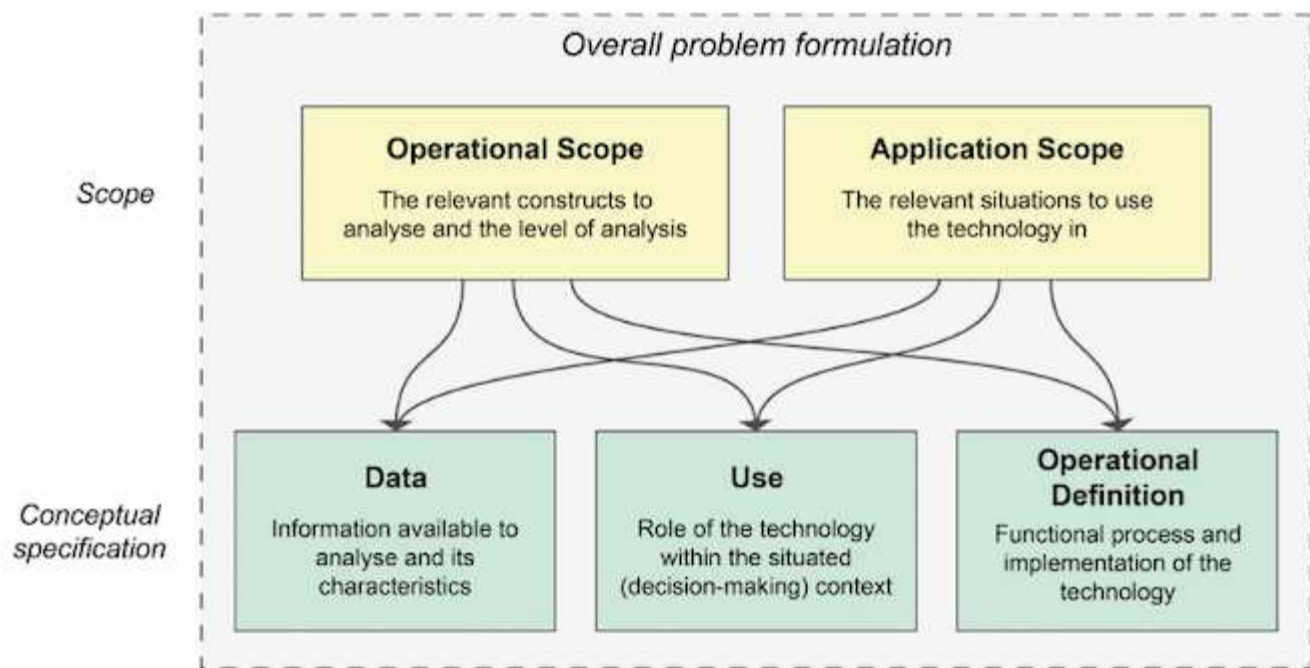 Overall problem formulation
Scope
Operational Scope
The relevant constructs to
analyse and the level of analysis
Application Scope
The relevant situations to use
the technology in
Conceptual
specification
Data
Information available to
analyse and its
characteristics
Use
Role of the technology
within the situated
(decision-making) context
Operational
Definition
Functional process and
implementation of the
technology